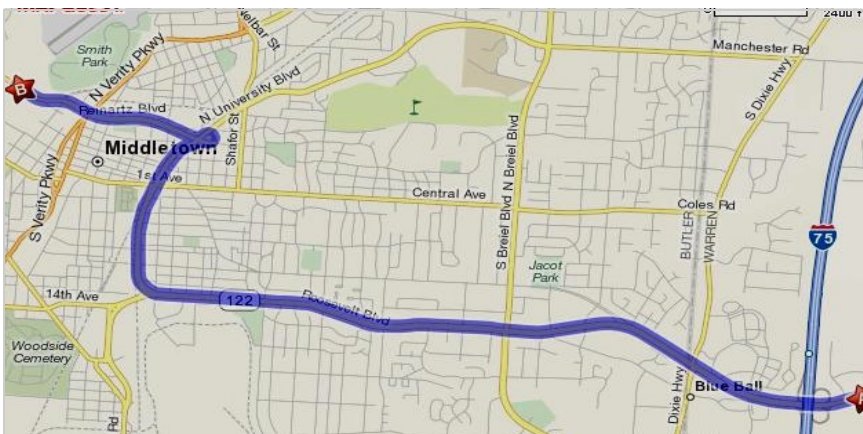 2400 f
Smith
Park
N Verity Pkwy
Manchester Rd
B
N University Blvd
Reinartz Blvd
S Dixie Hwy
Shafor St
Middletown
1st Ave
Central Ave
N Breiel Blvd
S Breiel Blvd
Coles Rd
S Verity Pkwy
BUTLER
WARREN
75
Jacot
Park
14th Ave
122
Roosevelt Blvd
Woodside
Cemetery
Blue Ball
Dixie Hwy
Rd